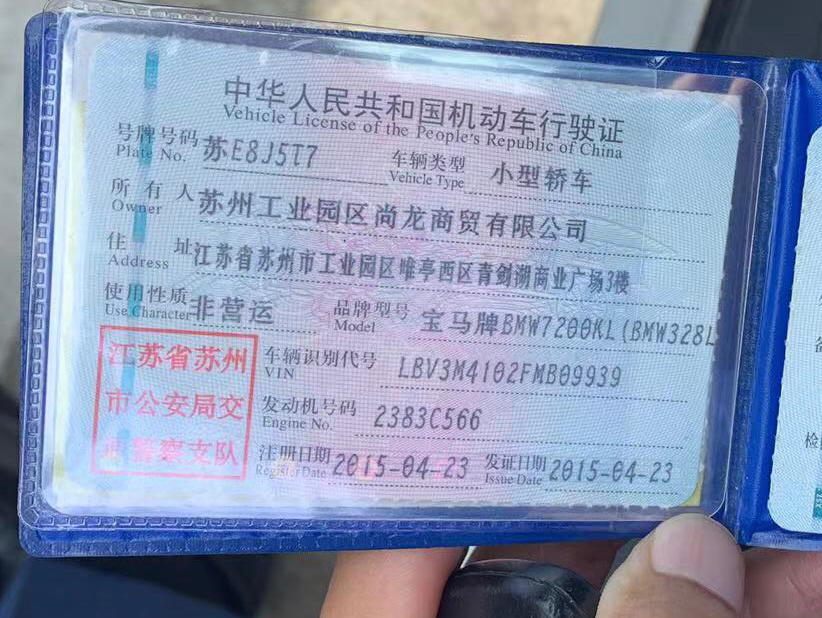 中华人民共和国机动车行驶证
Vehicle License of the People's Republic of China
号牌号码 苏E8J5T7 车辆类型 小型轿车
Plate No. Vehicle Type
所有人 苏州工业园区尚龙商贸有限公司
Owner
住址 江苏省苏州市工业园区唯亭西区青剑湖商业广场3楼
Address
使用性质 非营运 品牌型号 宝马牌BMW7200KL(BMW328L
Use Character Model
江苏省苏州
市公安局交
警察支队
车辆识别代号 LBV3M4102FMB09939
VIN
发动机号码 2383C566
Engine No.
注册日期 2015-04-23 发证日期 2015-04-23
Register Date Issue Date